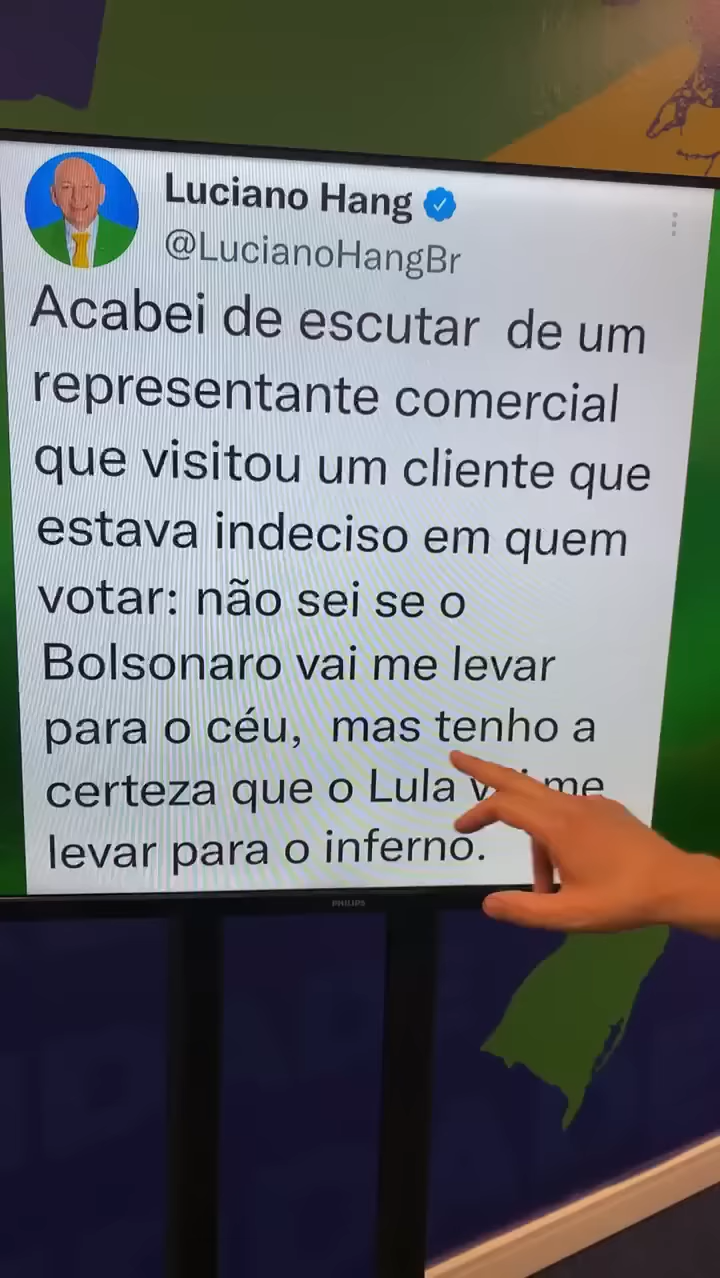 Luciano Hang
@LucianoHangBr
Acabei de escutar de um
representante comercial
que visitou um cliente que
estava indeciso em quem
votar: não sei se o
Bolsonaro vai me levar
para o céu, mas tenho a
certeza que o Lula vai me
levar para o inferno.
PHILIPS